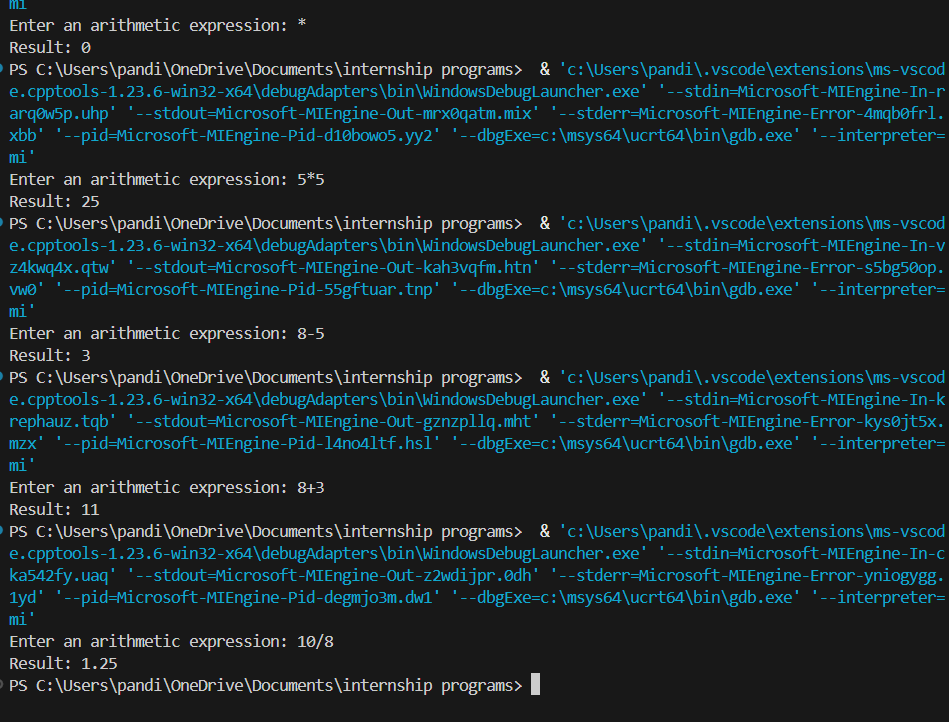 mi'
Enter an arithmetic expression: *
Result: 0
PS C:\Users\pandi\OneDrive\Documents\internship programs>  & 'c:\Users\pandi\.vscode\extensions\ms-vscod
e.cpptools-1.23.6-win32-x64\debugAdapters\bin\WindowsDebugLauncher.exe' '--stdin=Microsoft-MIEngine-In-r
arq0w5p.uhp' '--stdout=Microsoft-MIEngine-Out-mrx0qatm.mix' '--stderr=Microsoft-MIEngine-Error-4mqb0frl.
xbb' '--pid=Microsoft-MIEngine-Pid-d10bowo5.yy2' '--dbgExe=c:\msys64\ucrt64\bin\gdb.exe' '--interpreter=
mi'
Enter an arithmetic expression: 5*5
Result: 25
PS C:\Users\pandi\OneDrive\Documents\internship programs>  & 'c:\Users\pandi\.vscode\extensions\ms-vscod
e.cpptools-1.23.6-win32-x64\debugAdapters\bin\WindowsDebugLauncher.exe' '--stdin=Microsoft-MIEngine-In-v
z4kwq4x.qtw' '--stdout=Microsoft-MIEngine-Out-kah3vqfm.htn' '--stderr=Microsoft-MIEngine-Error-s5bg50op.
vw0' '--pid=Microsoft-MIEngine-Pid-55gftuar.tnp' '--dbgExe=c:\msys64\ucrt64\bin\gdb.exe' '--interpreter=
mi'
Enter an arithmetic expression: 8-5
Result: 3
PS C:\Users\pandi\OneDrive\Documents\internship programs>  & 'c:\Users\pandi\.vscode\extensions\ms-vscod
e.cpptools-1.23.6-win32-x64\debugAdapters\bin\WindowsDebugLauncher.exe' '--stdin=Microsoft-MIEngine-In-k
rephauz.tqb' '--stdout=Microsoft-MIEngine-Out-gznzpllq.mht' '--stderr=Microsoft-MIEngine-Error-kys0jt5x.
mzx' '--pid=Microsoft-MIEngine-Pid-l4no4ltf.hsl' '--dbgExe=c:\msys64\ucrt64\bin\gdb.exe' '--interpreter=
mi'
Enter an arithmetic expression: 8+3
Result: 11
PS C:\Users\pandi\OneDrive\Documents\internship programs>  & 'c:\Users\pandi\.vscode\extensions\ms-vscod
e.cpptools-1.23.6-win32-x64\debugAdapters\bin\WindowsDebugLauncher.exe' '--stdin=Microsoft-MIEngine-In-c
ka542fy.uaq' '--stdout=Microsoft-MIEngine-Out-z2wdijpr.0dh' '--stderr=Microsoft-MIEngine-Error-yniogygg.
1yd' '--pid=Microsoft-MIEngine-Pid-degmjo3m.dw1' '--dbgExe=c:\msys64\ucrt64\bin\gdb.exe' '--interpreter=
mi'
Enter an arithmetic expression: 10/8
Result: 1.25
PS C:\Users\pandi\OneDrive\Documents\internship programs>